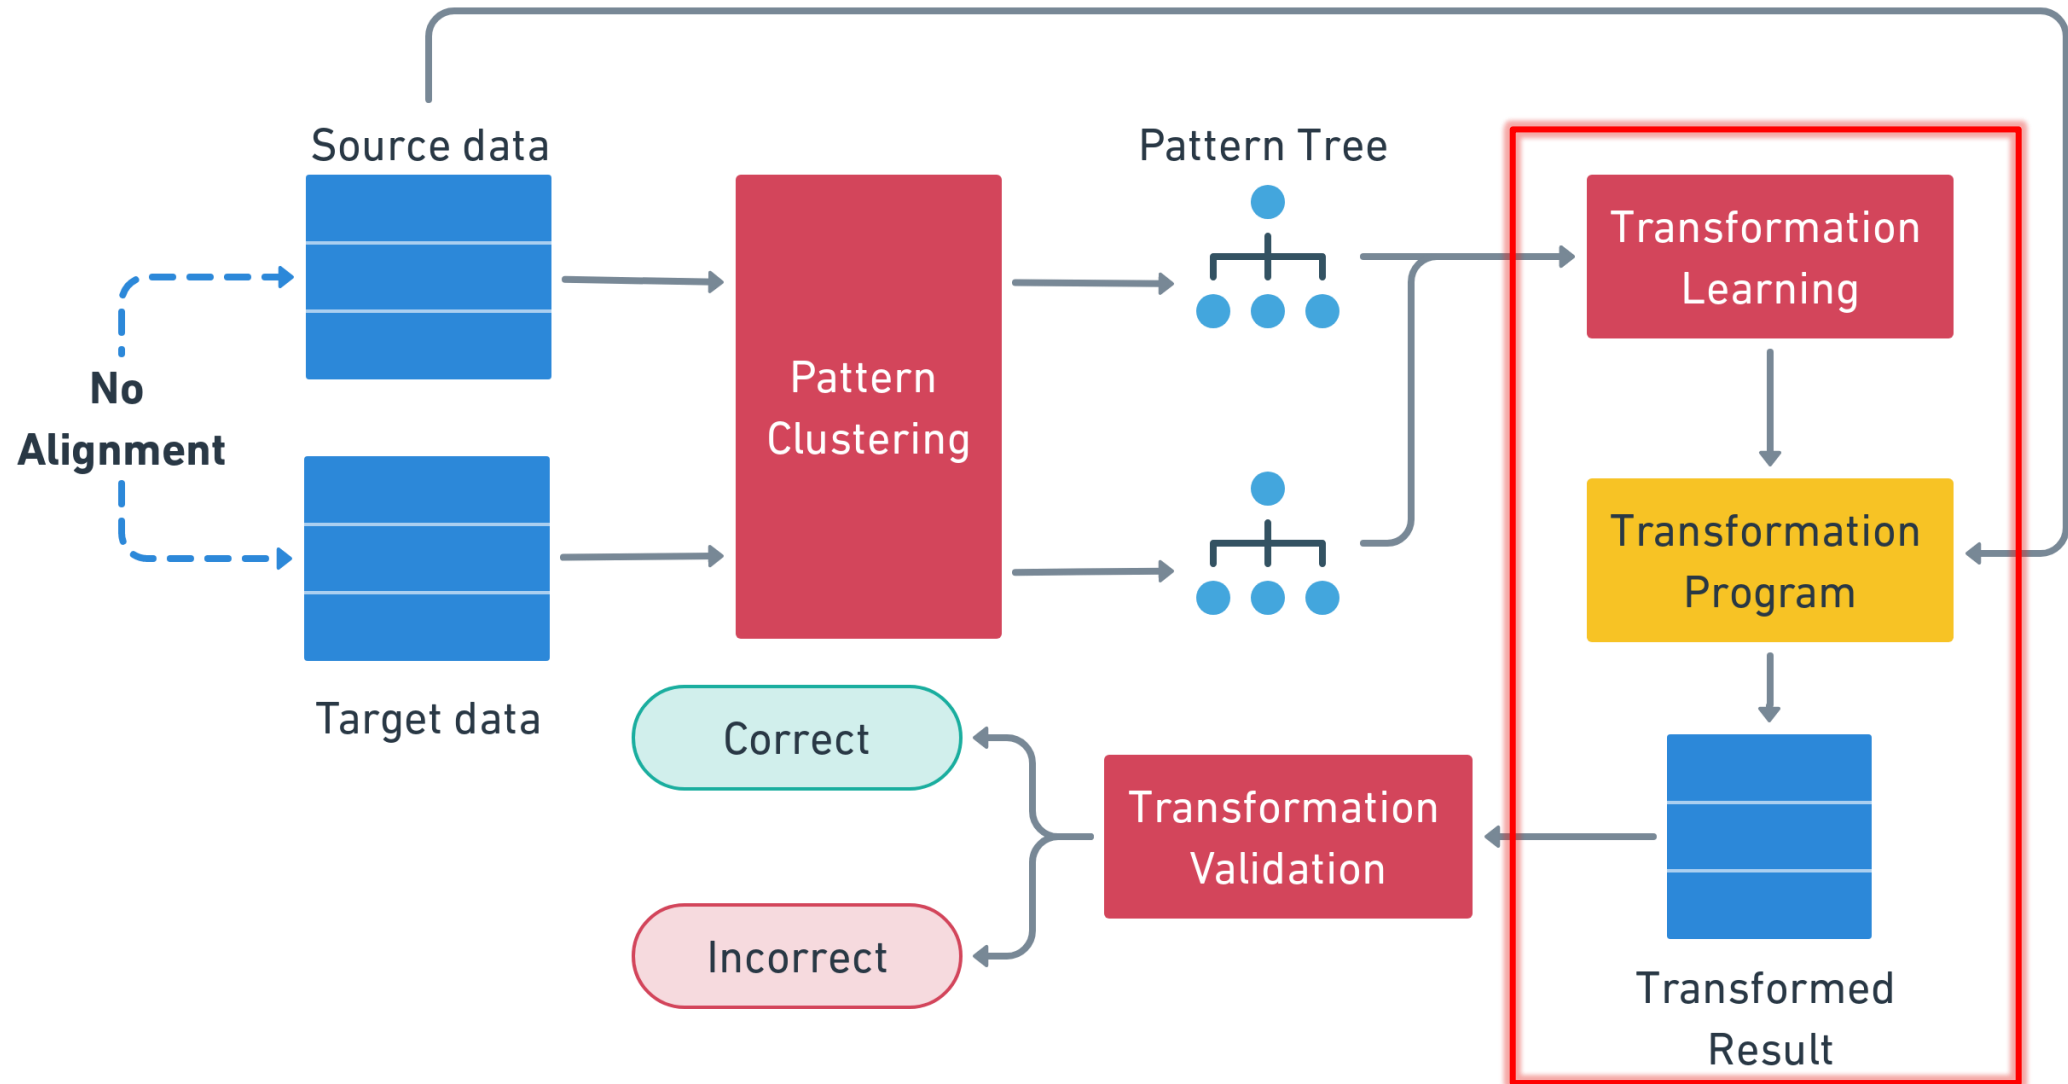 Source data
Pattern Tree
Transformation
Learning
No
Alignment
Pattern
Clustering
Transformation
Program
Target data
Correct
Transformation
Validation
Incorrect
Transformed
Result